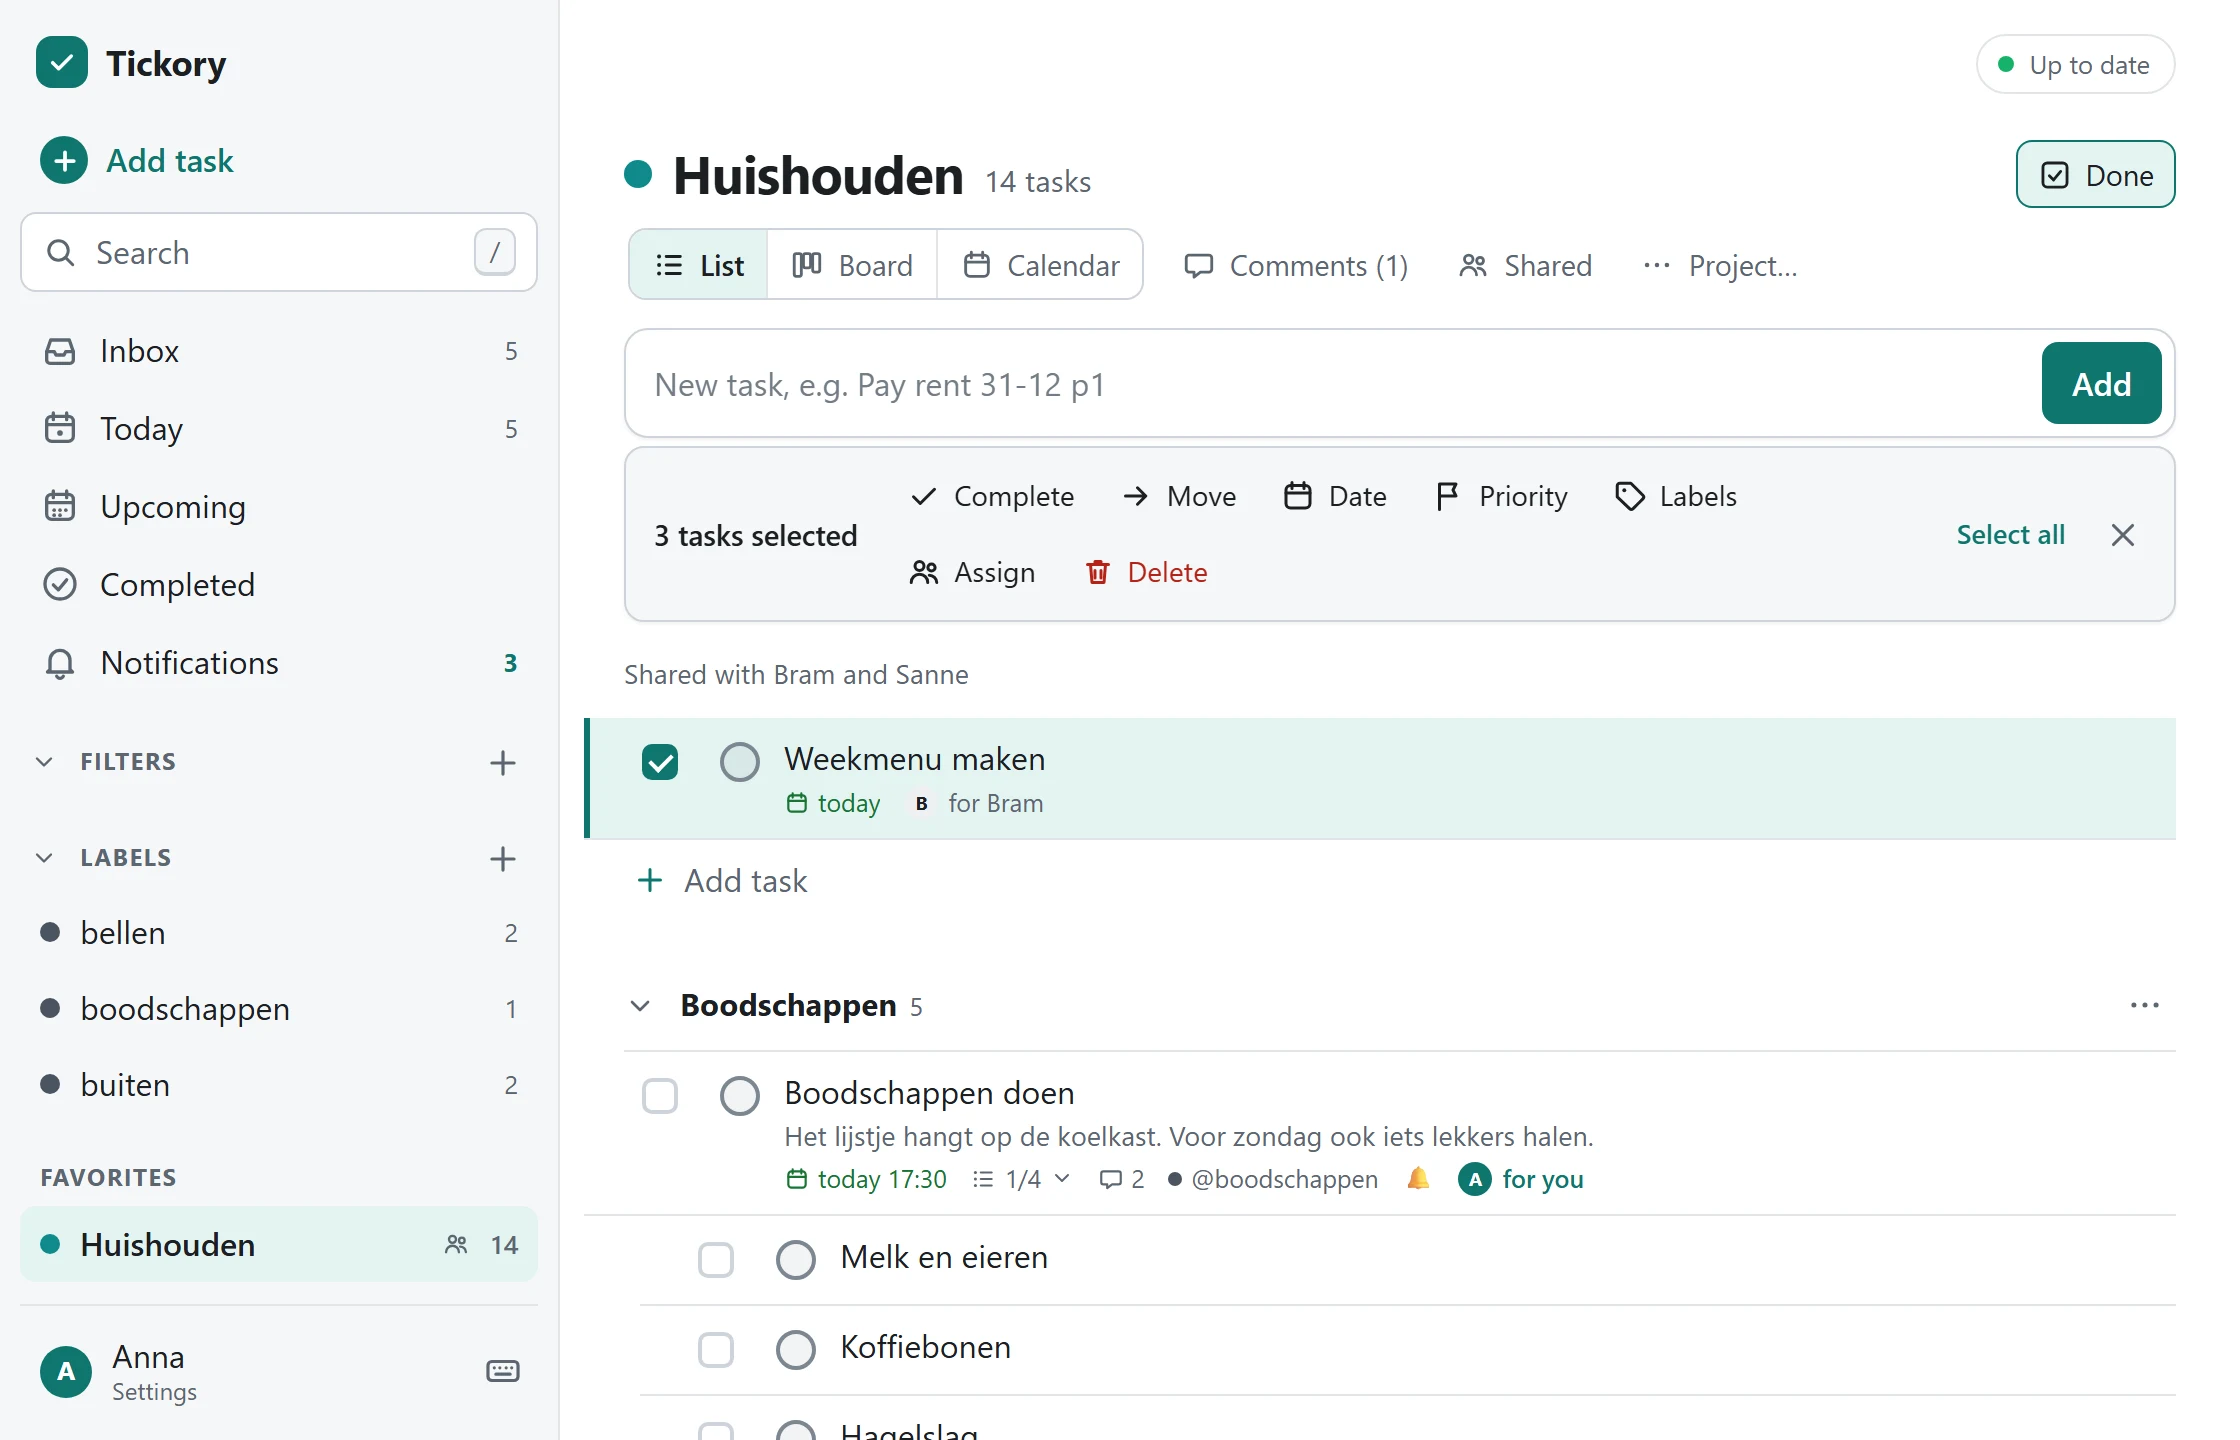 Tickory
Add task
Search /
Inbox 5
Today 5
Upcoming
Completed
Notifications 3
FILTERS
LABELS
bellen 2
boodschappen 1
buiten 2
FAVORITES
Huishouden 14
A Anna
Settings
Up to date
Huishouden 14 tasks
Done
List Board Calendar Comments (1) Shared Project...
New task, e.g. Pay rent 31-12 p1
Add
3 tasks selected
Complete Move Date Priority Labels
Assign Delete
Select all
Shared with Bram and Sanne
Weekmenu maken
today B for Bram
Add task
Boodschappen 5
Boodschappen doen
Het lijstje hangt op de koelkast. Voor zondag ook iets lekkers halen.
today 17:30 1/4 2 @boodschappen A for you
Melk en eieren
Koffiebonen
Hagelslag